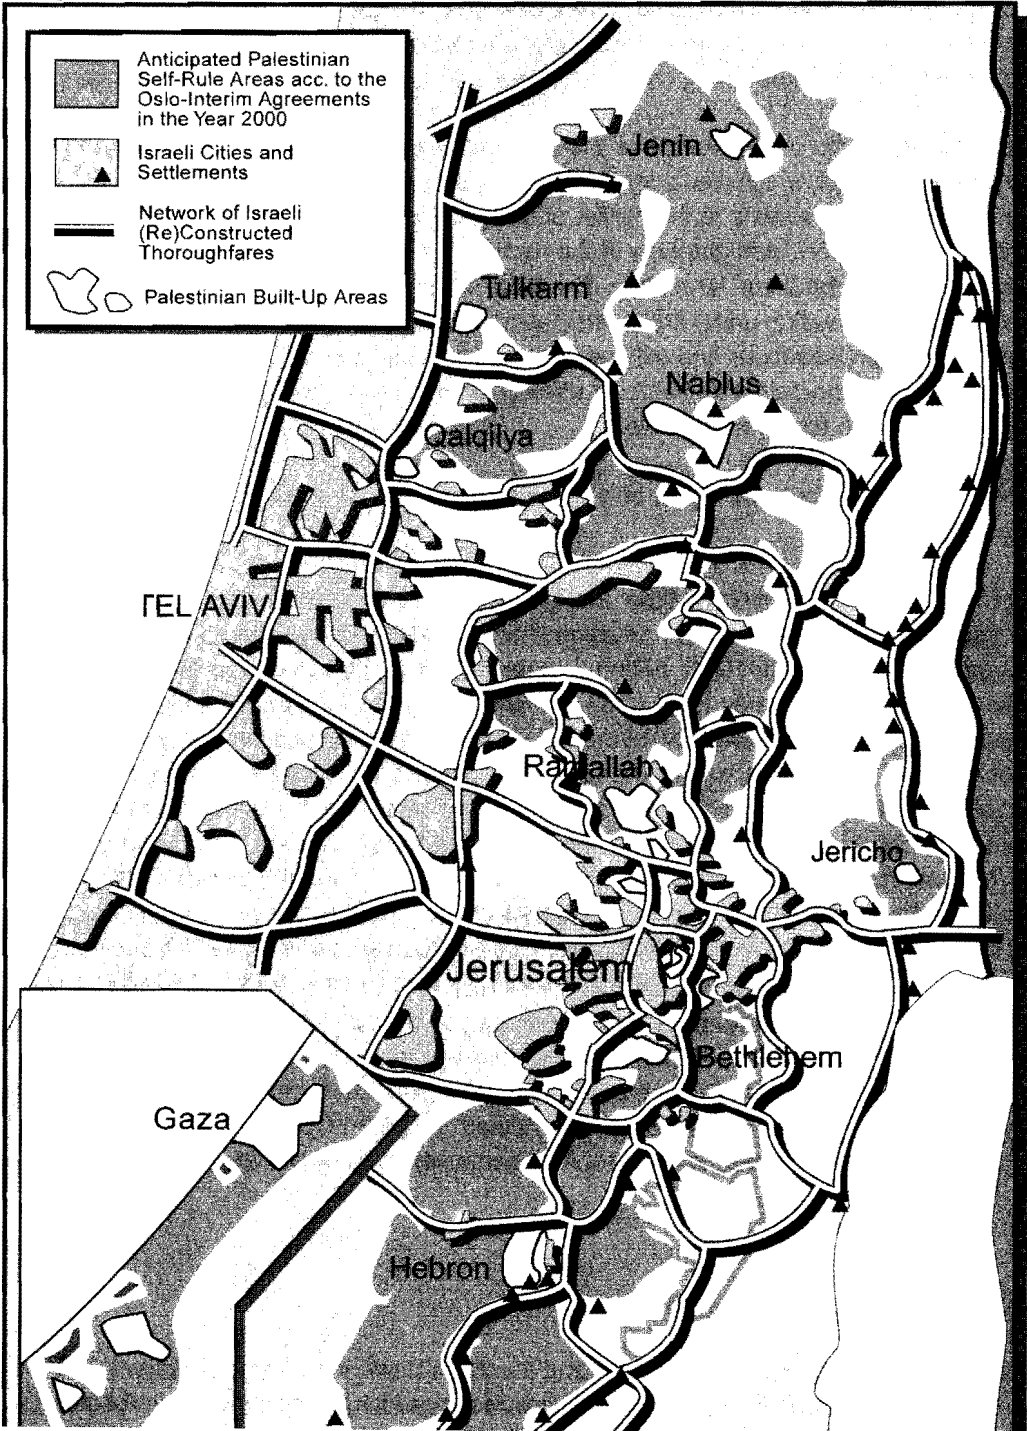 Anticipated Palestinian
Self-Rule Areas acc. to the
Oslo-Interim Agreements
in the Year 2000
Israeli Cities and
Settlements
Network of Israeli
(Re)Constructed
Thoroughfares
Palestinian Built-Up Areas
Jenin
Tulkarm
Nablus
Qalqilya
TEL AVIV
Ramallah
Jericho
Jerusalem
Bethlehem
Gaza
Hebron